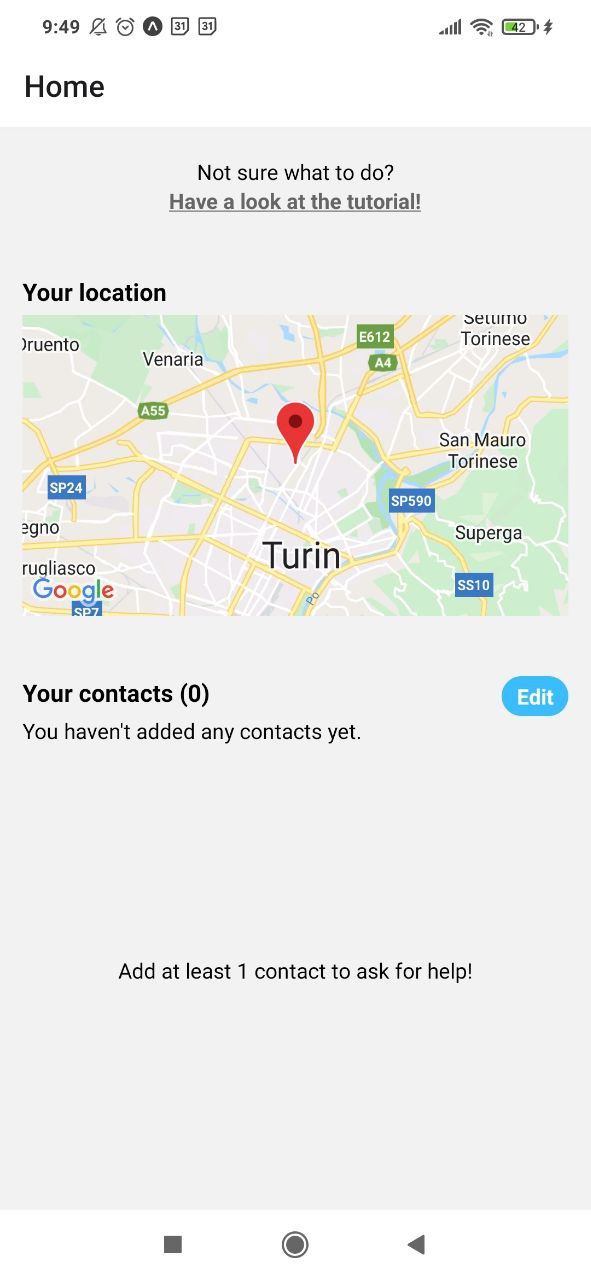 9:49 31 31 42
Home
Not sure what to do?
Have a look at the tutorial!
Your location
Settimo
Torinese
E612
Druento
Venaria
A4
A55
San Mauro
Torinese
SP24
SP590
egno
Superga
Turin
rugliasco
Google
SS10
SP7
Po
Your contacts (0)
Edit
You haven't added any contacts yet.
Add at least 1 contact to ask for help!